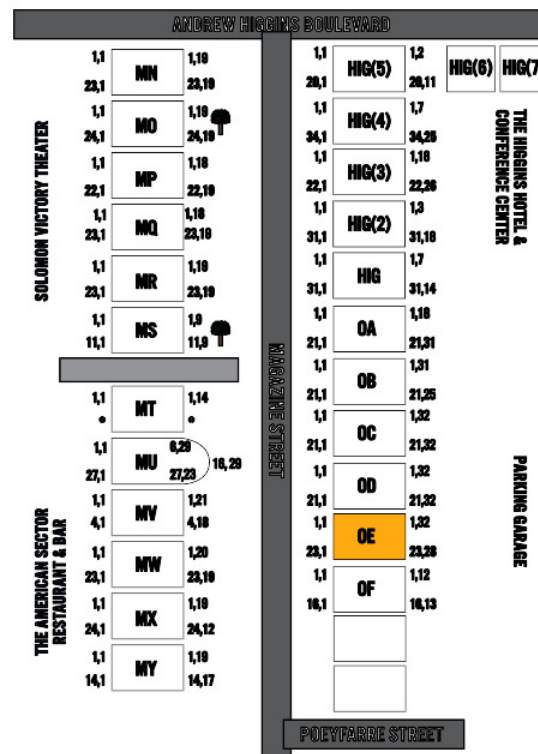 ANDREW HIGGINS BOULEVARD
SOLOMON VICTORY THEATER
1,1 1,19
MN
23,1 23,19
1,1 1,19
MO
24,1 24,19
1,1 1,18
MP
22,1 22,19
1,1 1,18
MQ
23,1 23,19
1,1 1,19
MR
23,1 23,19
1,1 1,9
MS
11,1 11,9
THE AMERICAN SECTOR
RESTAURANT & BAR
1,1 1,14
MT
* *
1,1 6,29
MU 16,29
27,1 27,23
1,1 1,21
MV
4,1 4,18
1,1 1,20
MW
23,1 23,19
1,1 1,19
MX
24,1 24,12
1,1 1,19
MY
14,1 14,17
MAGAZINE STREET
1,1 1,2
HIG(5) HIG(6) HIG(7
20,1 20,11
1,1 1,7
HIG(4)
34,1 34,25
1,1 1,18
HIG(3)
22,1 22,26
1,1 1,3
HIG(2)
31,1 31,18
1,1 1,7
HIG
31,1 31,14
THE HIGGINS HOTEL &
CONFERENCE CENTER
1,1 1,18
OA
21,1 21,31
1,1 1,31
OB
21,1 21,25
1,1 1,32
OC
21,1 21,32
1,1 1,32
OD
21,1 21,32
1,1 1,32
OE
23,1 23,28
1,1 1,12
OF
16,1 16,13
PARKING GARAGE
POEYFARRE STREET